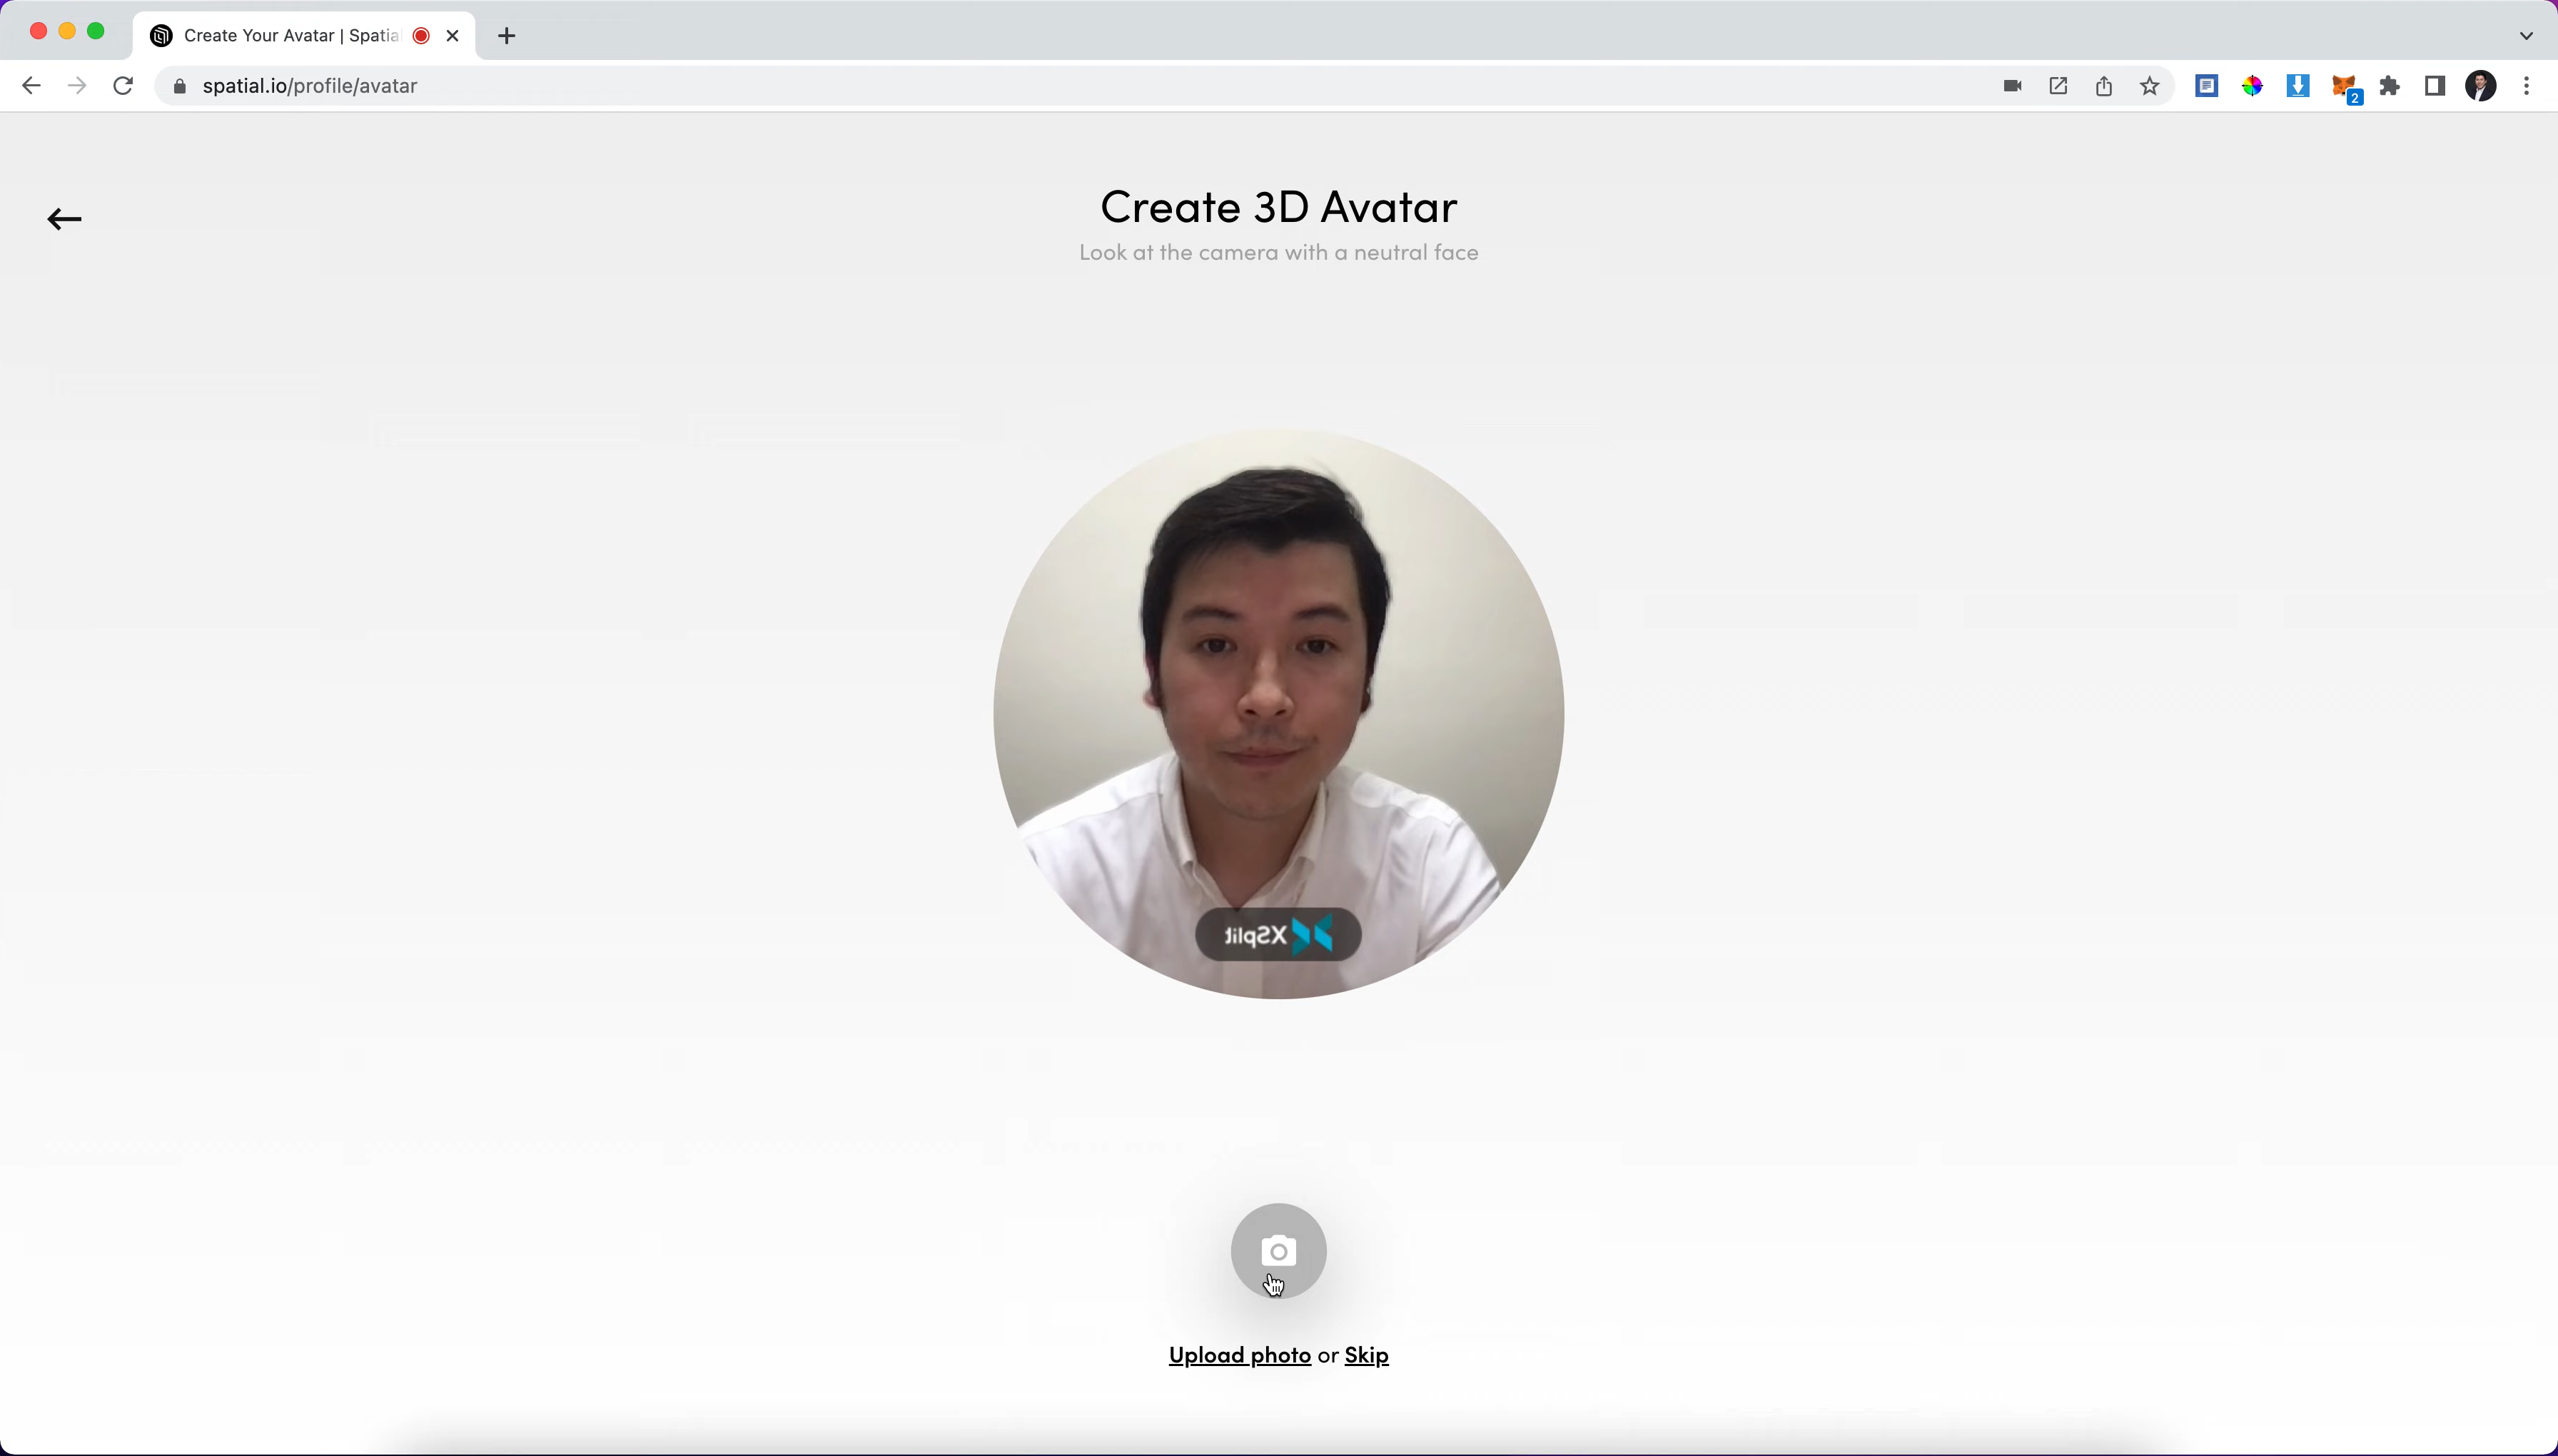 Create Your Avatar | Spatia
spatial.io/profile/avatar
2
Create 3D Avatar
Look at the camera with a neutral face
XSplit
Upload photo or Skip